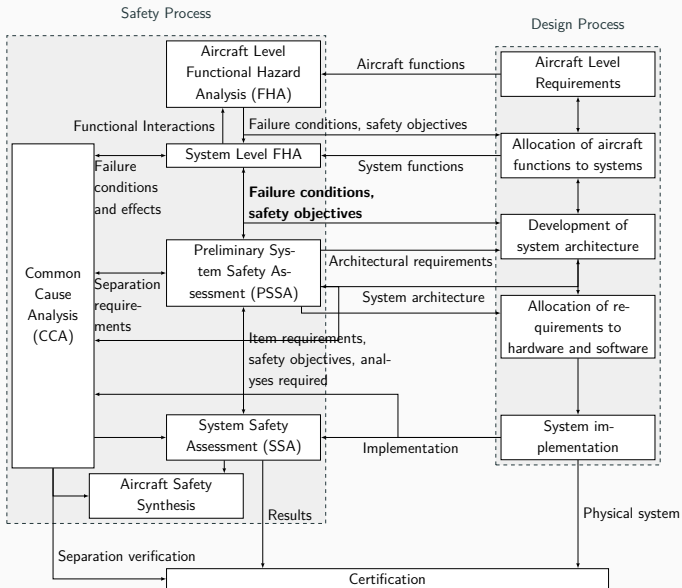 Safety Process
Design Process
Aircraft Level
Functional Hazard
Analysis (FHA)
Aircraft functions
Aircraft Level
Requirements
Functional Interactions
Failure conditions, safety objectives
System Level FHA
System functions
Allocation of aircraft
functions to systems
Failure
conditions
and effects
Failure conditions,
safety objectives
Development of
system architecture
Common
Cause
Analysis
(CCA)
Preliminary Sys-
tem Safety As-
sessment (PSSA)
Architectural requirements
Separation
require-
ments
System architecture
Allocation of re-
quirements to
hardware and software
Item requirements,
safety objectives, anal-
yses required
System Safety
Assessment (SSA)
Implementation
System im-
plementation
Aircraft Safety
Synthesis
Results
Physical system
Separation verification
Certification